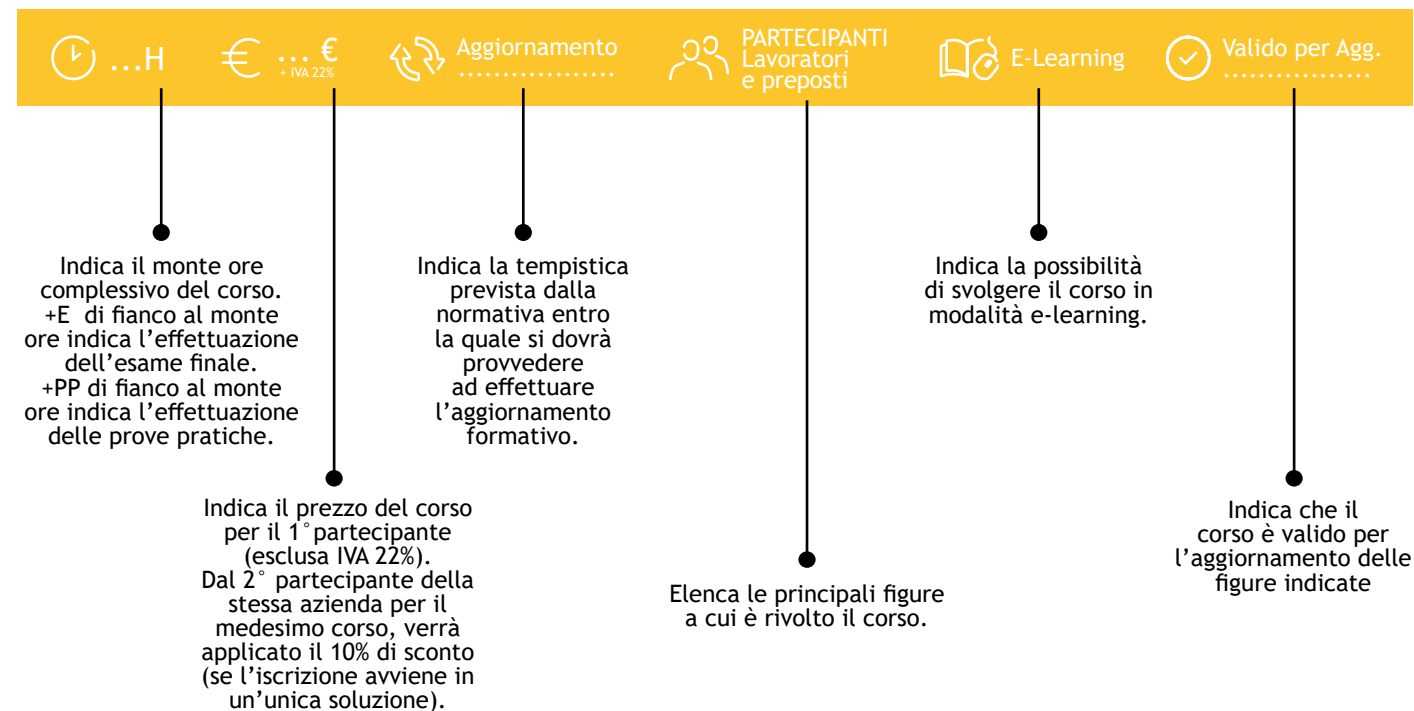 ...H
€ ... €
+ IVA 22%
Aggiornamento
.................
PARTECIPANTI
Lavoratori
e preposti
E-Learning
Valido per Agg.
................
Indica il monte ore
complessivo del corso.
+E di fianco al monte
ore indica l’effettuazione
dell’esame finale.
+PP di fianco al monte
ore indica l’effettuazione
delle prove pratiche.
Indica il prezzo del corso
per il 1°partecipante
(esclusa IVA 22%).
Dal 2° partecipante della
stessa azienda per il
medesimo corso, verrà
applicato il 10% di sconto
(se l’iscrizione avviene in
un’unica soluzione).
Indica la tempistica
prevista dalla
normativa entro
la quale si dovrà
provvedere
ad effettuare
l’aggiornamento
formativo.
Elenca le principali figure
a cui è rivolto il corso.
Indica la possibilità
di svolgere il corso in
modalità e-learning.
Indica che il
corso è valido per
l’aggiornamento delle
figure indicate